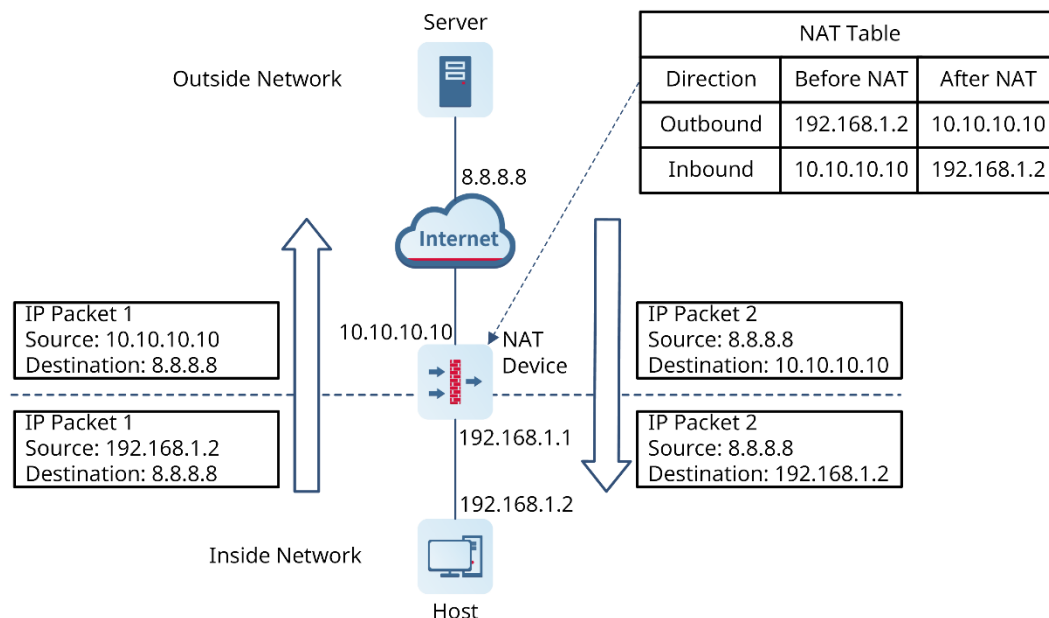 Server
Outside Network
NAT Table
Direction Before NAT After NAT
Outbound 192.168.1.2 10.10.10.10
Inbound 10.10.10.10 192.168.1.2
8.8.8.8
Internet
IP Packet 1
Source: 10.10.10.10
Destination: 8.8.8.8
10.10.10.10
NAT
Device
IP Packet 2
Source: 8.8.8.8
Destination: 10.10.10.10
IP Packet 1
Source: 192.168.1.2
Destination: 8.8.8.8
192.168.1.1
IP Packet 2
Source: 8.8.8.8
Destination: 192.168.1.2
192.168.1.2
Inside Network
Host